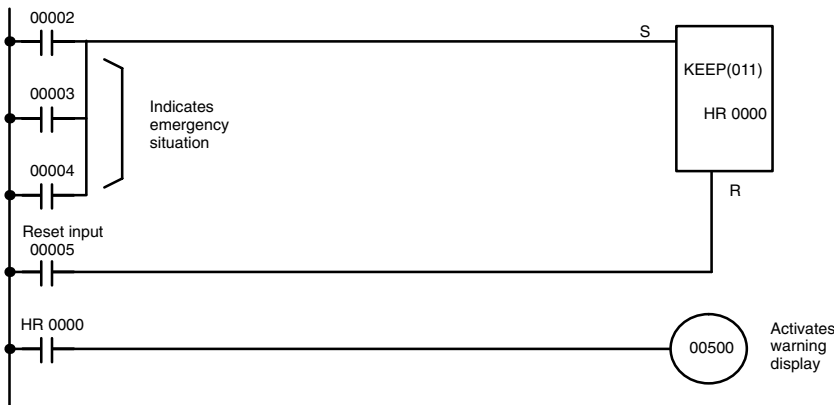 00002
S
KEEP(011)
00003
Indicates
emergency
situation
HR 0000
00004
R
Reset input
00005
HR 0000
00500
Activates
warning
display